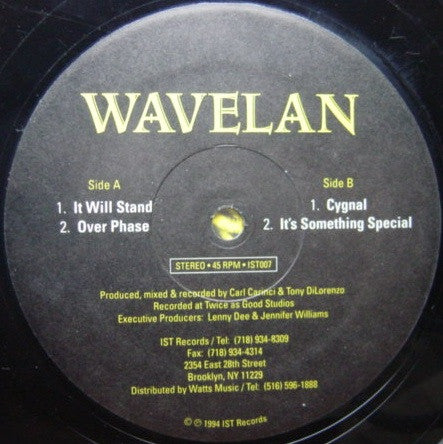 WAVELAN
Side A
1. It Will Stand
2. Over Phase
Side B
1. Cygnal
2. It's Something Special
STEREO • 45 RPM • IST007
Produced, mixed & recorded by Carl Carinci & Tony DiLorenzo
Recorded at Twice as Good Studios
Executive Producers: Lenny Dee & Jennifer Williams
IST Records / Tel: (718) 934-8309
Fax: (718) 934-4314
2354 East 28th Street
Brooklyn, NY 11229
Distributed by Watts Music / Tel: (516) 596-1888
© ℗ 1994 IST Records